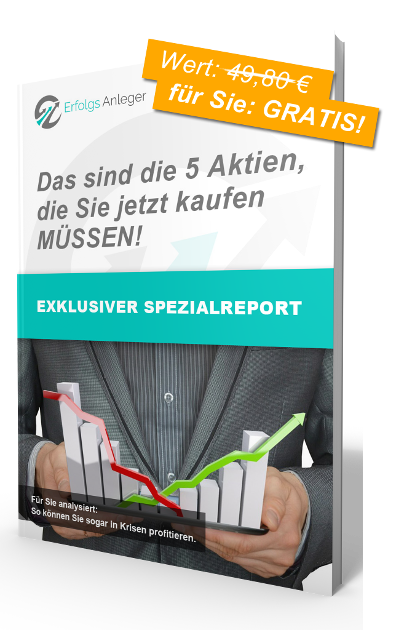 Wert: 49,80 €
für Sie: GRATIS!
Erfolgs Anleger
Das sind die 5 Aktien,
die Sie jetzt kaufen
MÜSSEN!
EXKLUSIVER SPEZIALREPORT
Für Sie analysiert:
So können Sie sogar in Krisen profitieren.